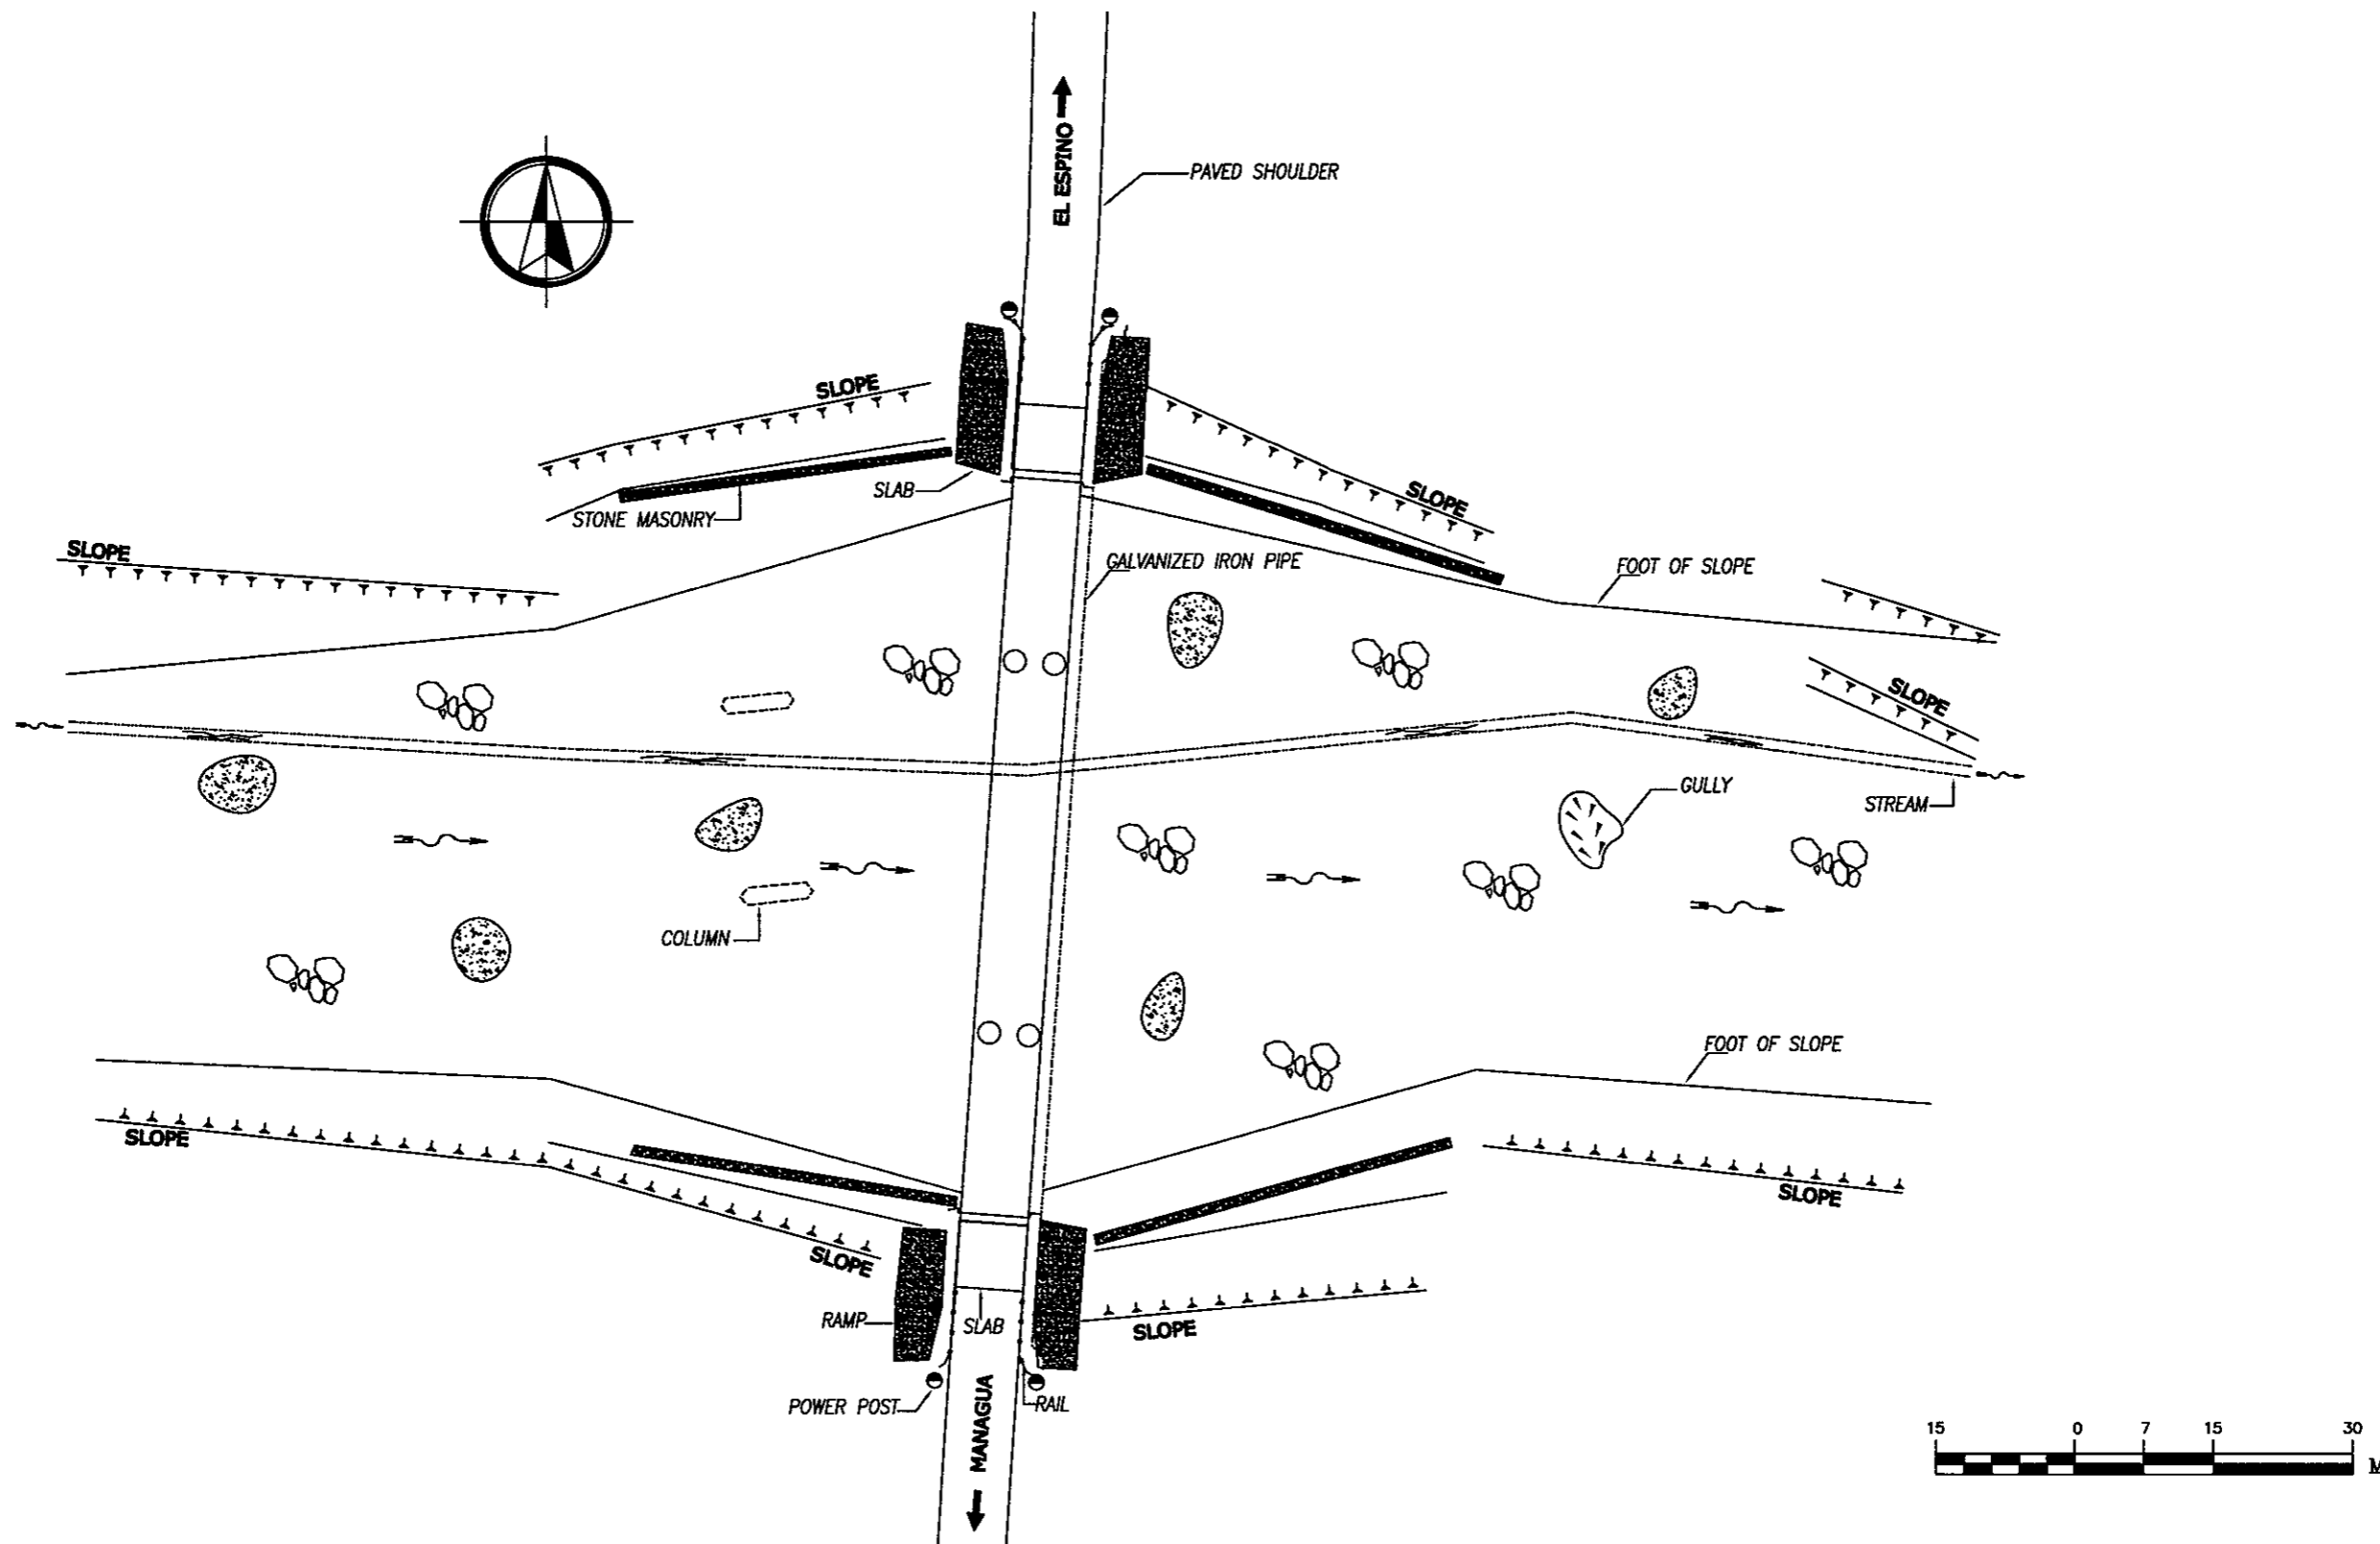 EL ESPINO
PAVED SHOULDER
SLOPE
SLAB
STONE MASONRY
SLOPE
SLOPE
GALVANIZED IRON PIPE
FOOT OF SLOPE
SLOPE
GULLY
STREAM
COLUMN
FOOT OF SLOPE
SLOPE
SLOPE
SLOPE
RAMP
SLAB
SLOPE
POWER POST
RAIL
MANAGUA
15 0 7 15 30